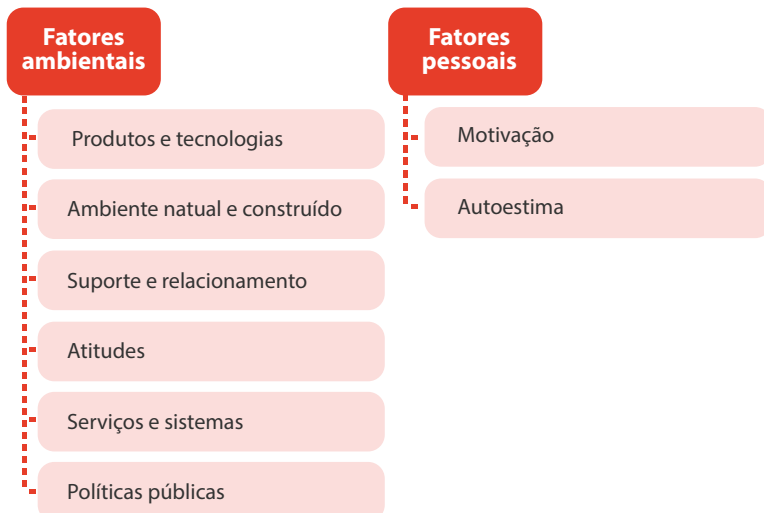 Fatores
ambientais
Produtos e tecnologias
Ambiente natual e construído
Suporte e relacionamento
Atitudes
Serviços e sistemas
Políticas públicas
Fatores
pessoais
Motivação
Autoestima